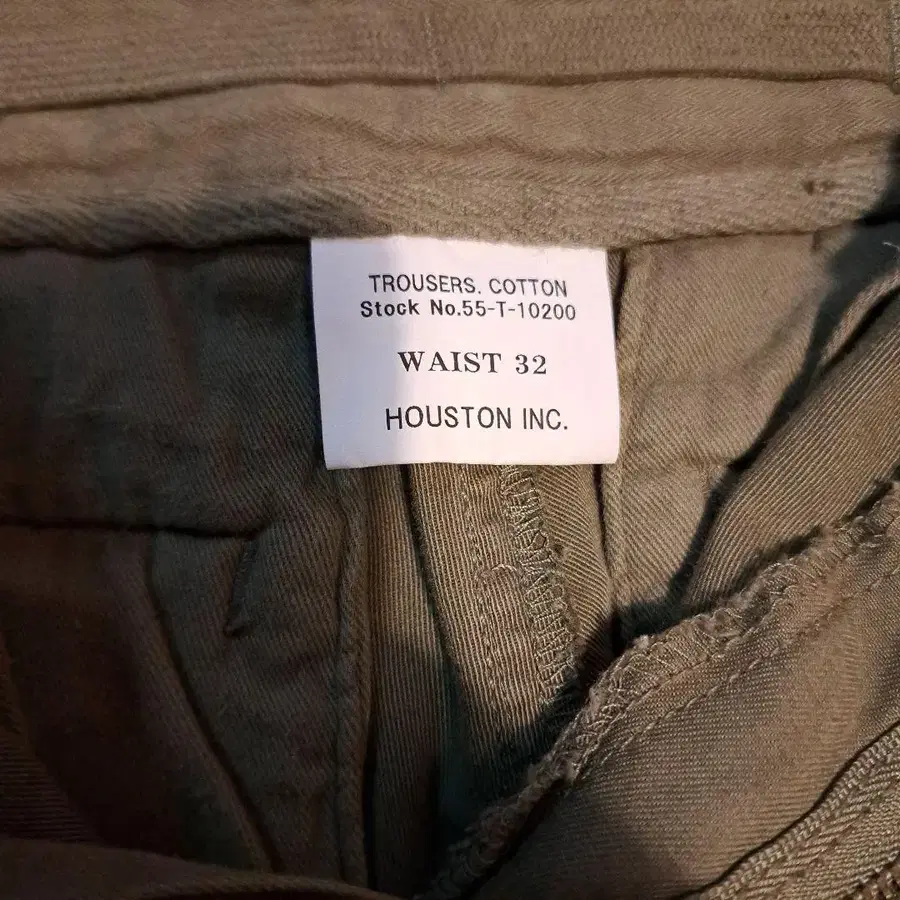 TROUSERS. COTTON
Stock No.55-T-10200
WAIST 32
HOUSTON INC.